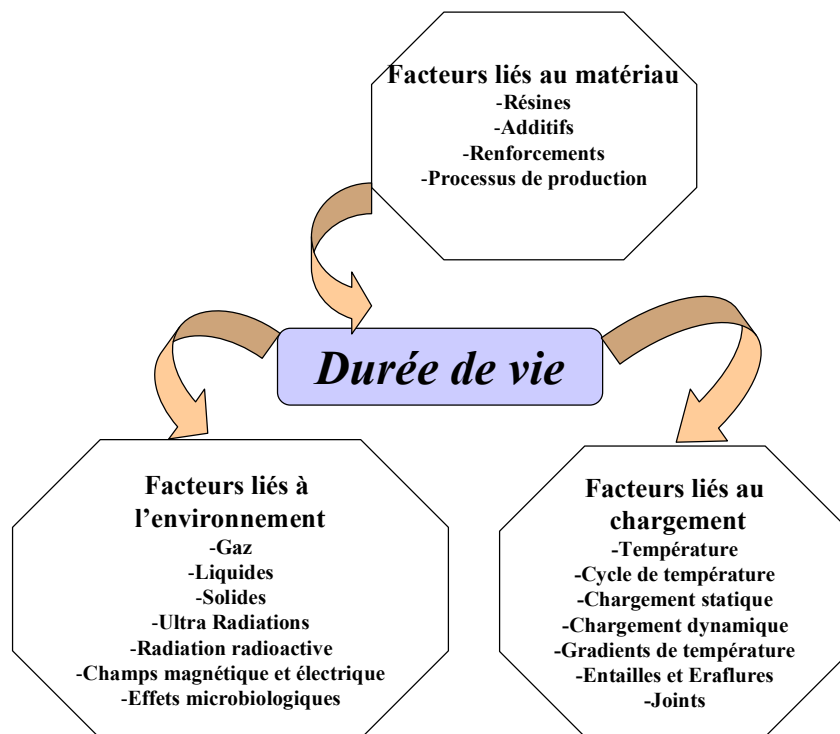 Facteurs liés au matériau
-Résines
-Additifs
-Renforcements
-Processus de production
Durée de vie
Facteurs liés à
l’environnement
-Gaz
-Liquides
-Solides
-Ultra Radiations
-Radiation radioactive
-Champs magnétique et électrique
-Effets microbiologiques
Facteurs liés au
chargement
-Température
-Cycle de température
-Chargement statique
-Chargement dynamique
-Gradients de température
-Entailles et Eraflures
-Joints